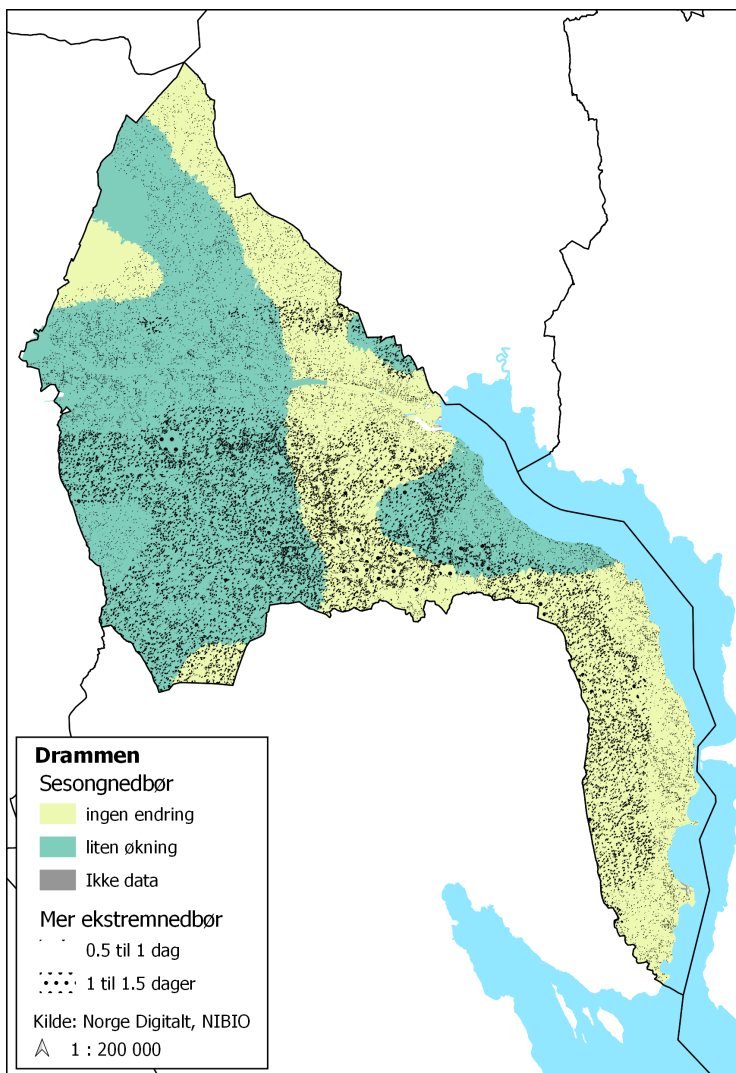 Drammen
Sesongnedbør
ingen endring
liten økning
Ikke data
Mer ekstremnedbør
0.5 til 1 dag
1 til 1.5 dager
Kilde: Norge Digitalt, NIBIO
1 : 200 000